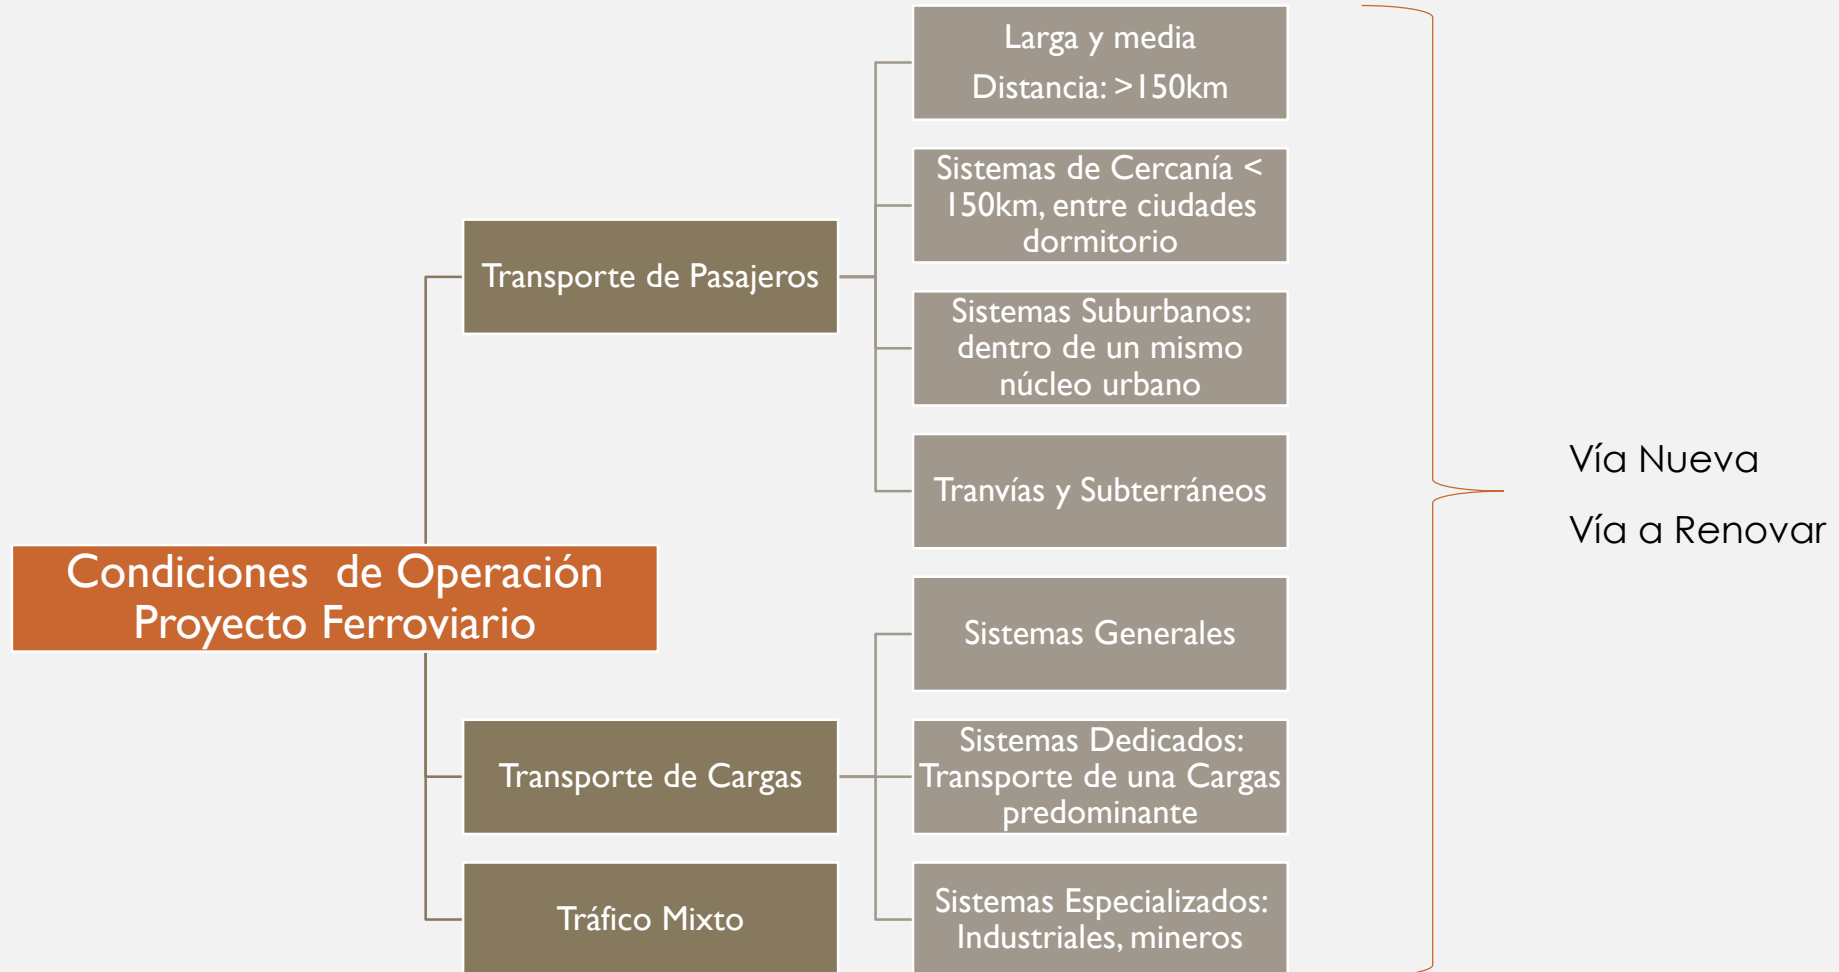 Condiciones de Operación
Proyecto Ferroviario
Transporte de Pasajeros
Larga y media
Distancia: >150km
Sistemas de Cercanía <
150km, entre ciudades
dormitorio
Sistemas Suburbanos:
dentro de un mismo
núcleo urbano
Tranvías y Subterráneos
Transporte de Cargas
Sistemas Generales
Sistemas Dedicados:
Transporte de una Cargas
predominante
Sistemas Especializados:
Industriales, mineros
Tráfico Mixto
Vía Nueva
Vía a Renovar